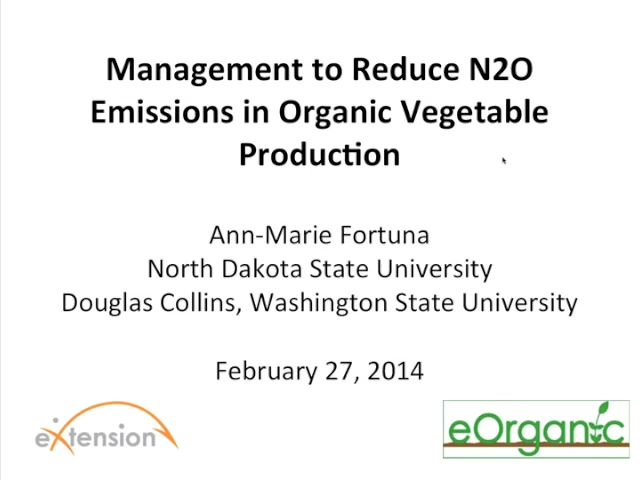 Management to Reduce N2O
Emissions in Organic Vegetable
Production
Ann-Marie Fortuna
North Dakota State University
Douglas Collins, Washington State University
February 27, 2014
eXtension
eOrganic